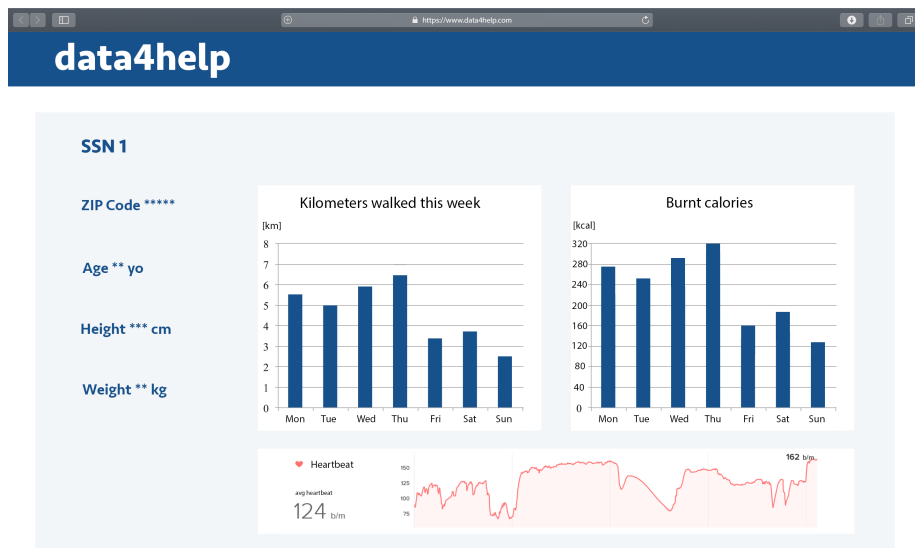 https://www.data4help.com
data4help
SSN 1
ZIP Code *****
Age ** yo
Height *** cm
Weight ** kg
Kilometers walked this week
[km]
8
7
6
5
4
3
2
1
0
Mon Tue Wed Thu Fri Sat Sun
Burnt calories
[kcal]
320
280
240
200
160
120
80
40
0
Mon Tue Wed Thu Fri Sat Sun
Heartbeat
avg heartbeat
124 b/m
150
125
100
75
162 b/m